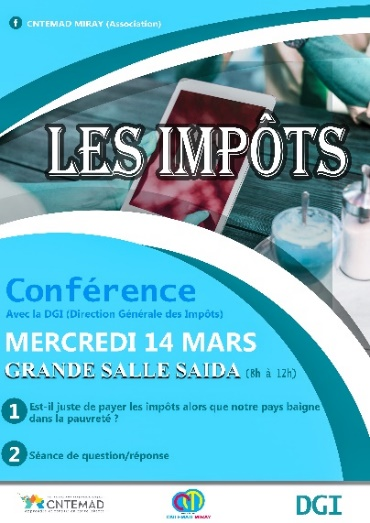 CNTEMAD MIRAY (Association)
LES IMPÔTS
Conférence
Avec la DGI (Direction Générale des Impôts)
MERCREDI 14 MARS
GRANDE SALLE SAIDA (8h à 12h)
1 Est-il juste de payer les impôts alors que notre pays baigne
dans la pauvreté ?
2 Séance de question/réponse
CNTEMAD
CNTEMAD MIRAY
DGI